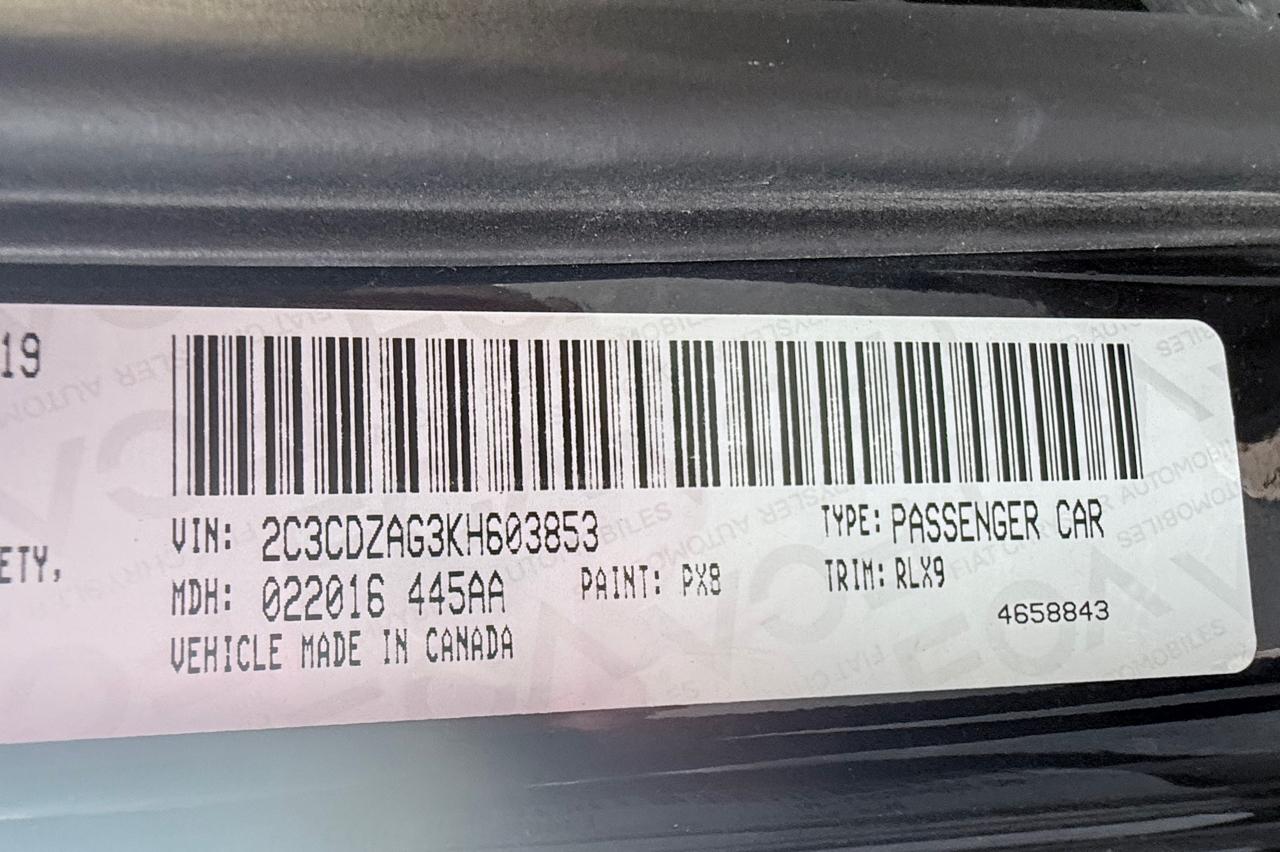 19
VIN: 2C3CDZAG3KH603853
TYPE: PASSENGER CAR
ETY,
MDH: 022016 445AA
PAINT: PX8
TRIM: RLX9
4658843
VEHICLE MADE IN CANADA